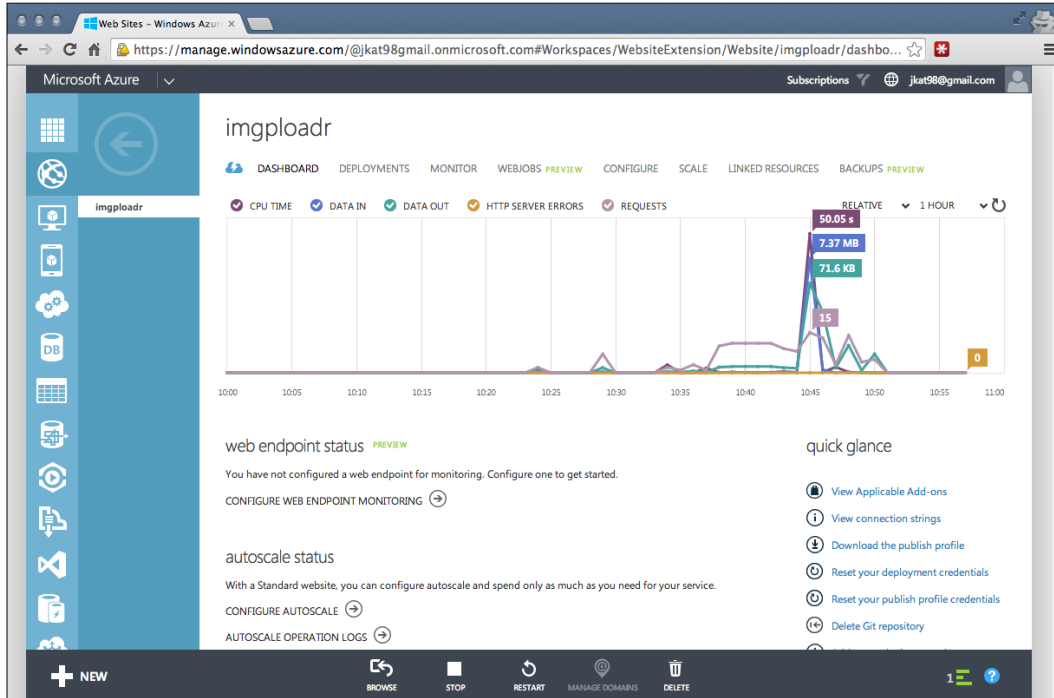 Web Sites – Windows Azur
https://manage.windowsazure.com/@jkat98gmail.onmicrosoft.com#Workspaces/WebsiteExtension/Website/imgploadr/dashbo...
Microsoft Azure
Subscriptions jkat98@gmail.com
imgploadr
DASHBOARD DEPLOYMENTS MONITOR WEBJOBS PREVIEW CONFIGURE SCALE LINKED RESOURCES BACKUPS PREVIEW
imgploadr
CPU TIME DATA IN DATA OUT HTTP SERVER ERRORS REQUESTS RELATIVE 1 HOUR
50.05 s
7.37 MB
71.6 KB
15
0
10:00 10:05 10:10 10:15 10:20 10:25 10:30 10:35 10:40 10:45 10:50 10:55 11:00
web endpoint status PREVIEW
You have not configured a web endpoint for monitoring. Configure one to get started.
CONFIGURE WEB ENDPOINT MONITORING
autoscale status
With a Standard website, you can configure autoscale and spend only as much as you need for your service.
CONFIGURE AUTOSCALE
AUTOSCALE OPERATION LOGS
quick glance
View Applicable Add-ons
View connection strings
Download the publish profile
Reset your deployment credentials
Reset your publish profile credentials
Delete Git repository
DB
NEW
BROWSE STOP RESTART MANAGE DOMAINS DELETE
1 ?